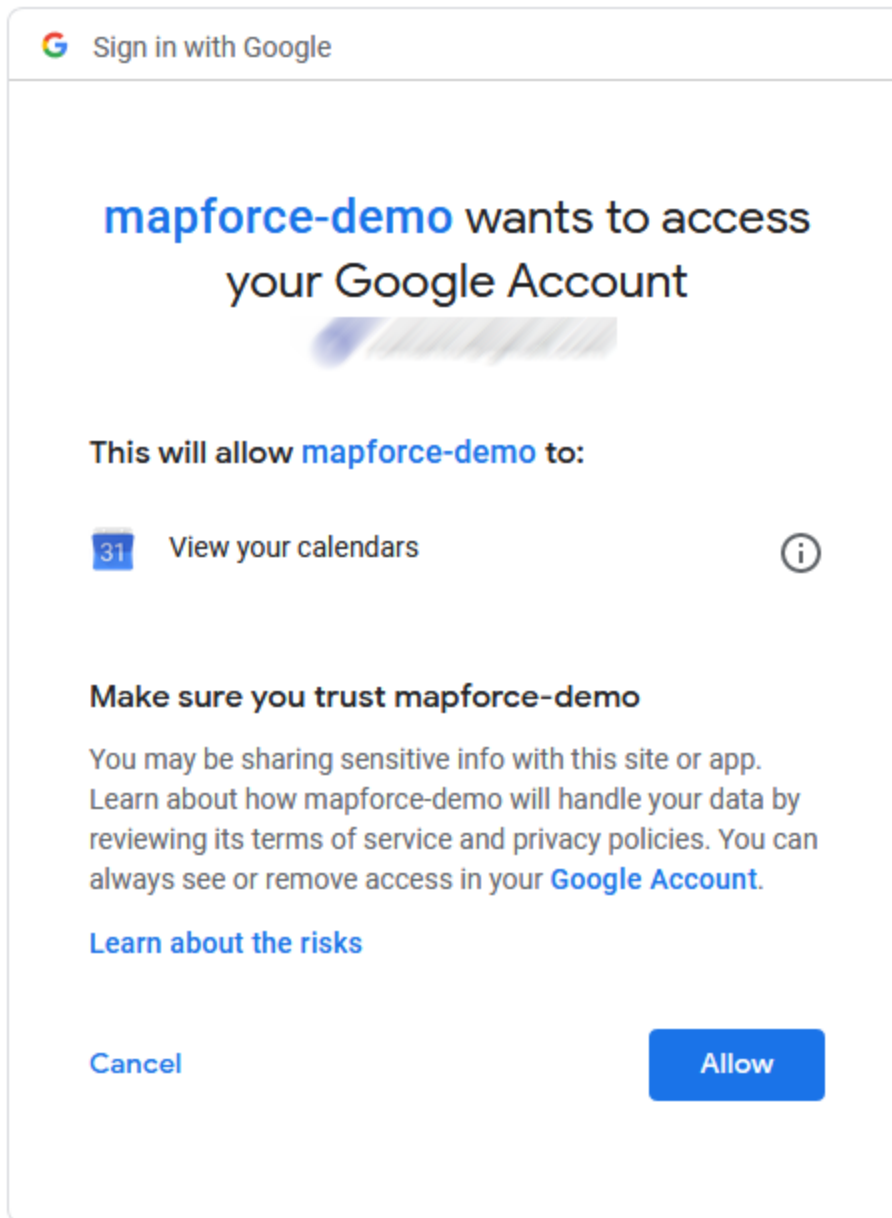 Sign in with Google
mapforce-demo wants to access
your Google Account
This will allow mapforce-demo to:
31
View your calendars
Make sure you trust mapforce-demo
You may be sharing sensitive info with this site or app.
Learn about how mapforce-demo will handle your data by
reviewing its terms of service and privacy policies. You can
always see or remove access in your Google Account.
Learn about the risks
Cancel
Allow